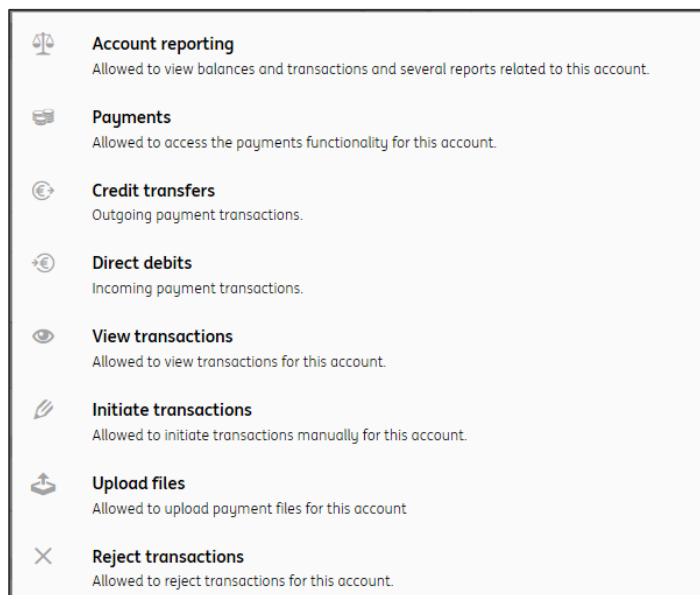 Account reporting
Allowed to view balances and transactions and several reports related to this account.
Payments
Allowed to access the payments functionality for this account.
Credit transfers
Outgoing payment transactions.
Direct debits
Incoming payment transactions.
View transactions
Allowed to view transactions for this account.
Initiate transactions
Allowed to initiate transactions manually for this account.
Upload files
Allowed to upload payment files for this account
Reject transactions
Allowed to reject transactions for this account.